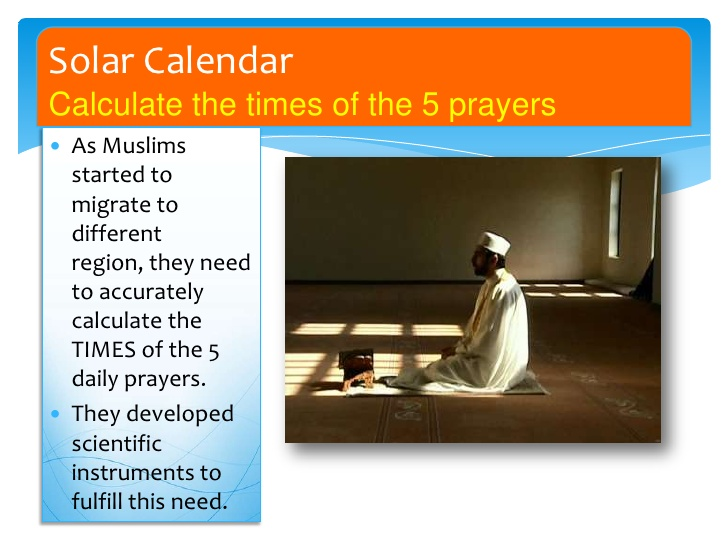 Solar Calendar
Calculate the times of the 5 prayers
As Muslims
started to
migrate to
different
region, they need
to accurately
calculate the
TIMES of the 5
daily prayers.
They developed
scientific
instruments to
fulfill this need.